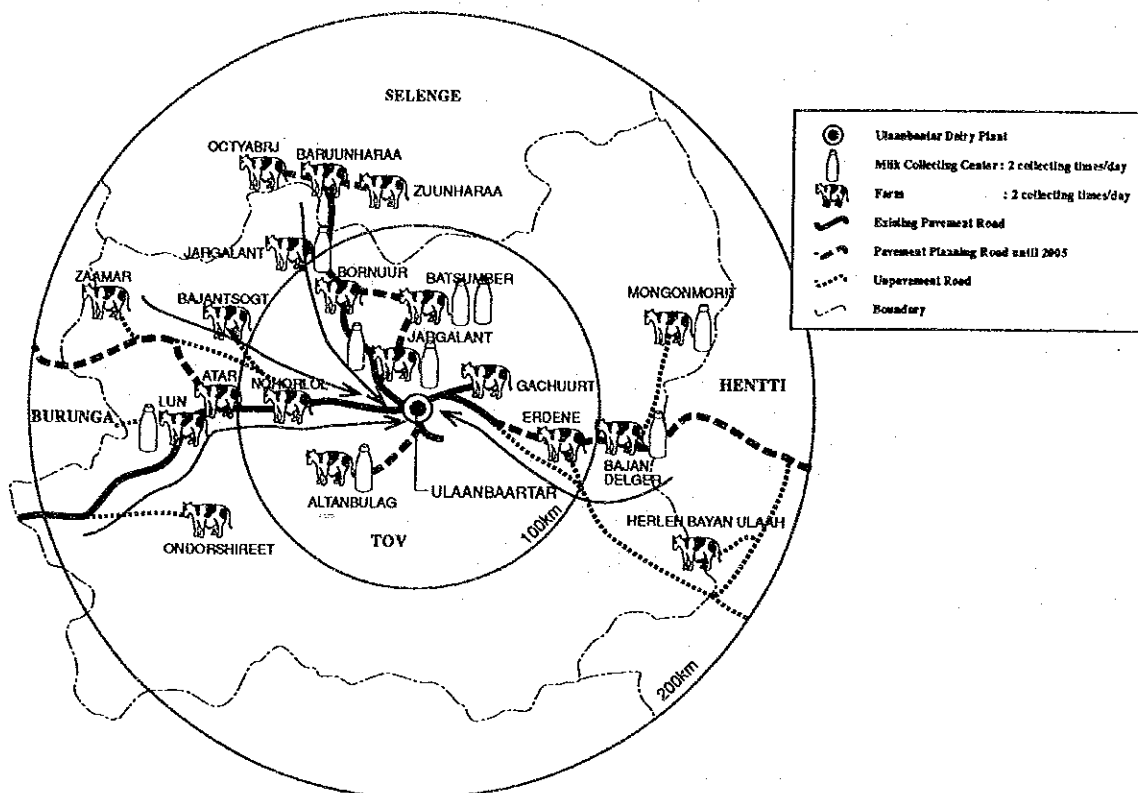 SELENGE
OCTYABRJ
BARUUNHARAA
ZUUNHARAA
JARGALANT
BORNUUR
BATSUMBER
ZAAMAR
BAJANTSOGT
JARGALANT
MONGONMORIT
GACHUURT
HENTTI
ATAR
NOHORLOL
BURUNGA
LUN
ERDENE
BAJAN
DELGER
ALTANBULAG
ULAANBAARTAR
HERLEN BAYAN ULAAH
ONDORSHIREET
TOV
100km
200km
Ulaanbaatar Dairy Plant
Milk Collecting Center : 2 collecting times/day
Farm : 2 collecting times/day
Existing Pavement Road
Pavement Planning Road until 2005
Unpavement Road
Boundary